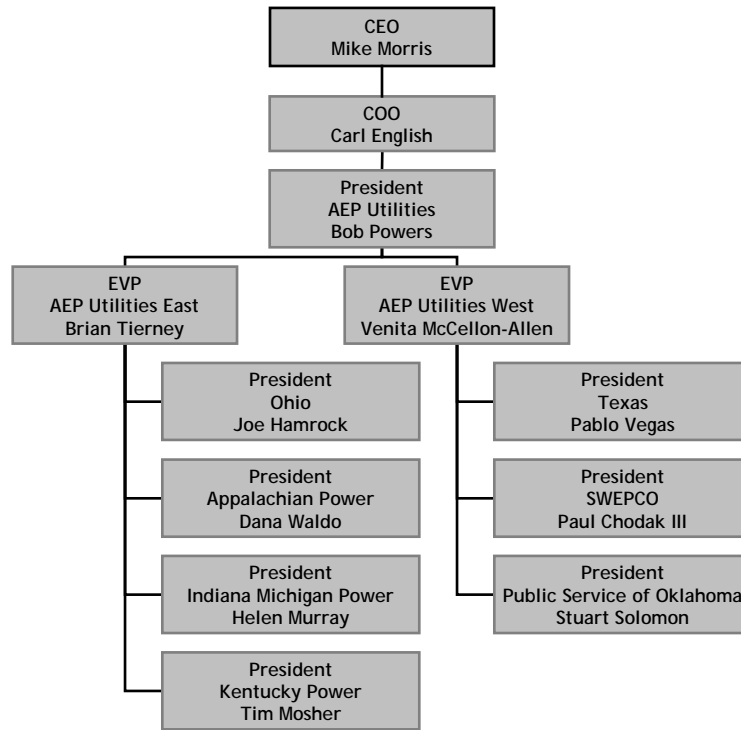 CEO
Mike Morris
COO
Carl English
President
AEP Utilities
Bob Powers
EVP
AEP Utilities East
Brian Tierney
EVP
AEP Utilities West
Venita McCellon-Allen
President
Ohio
Joe Hamrock
President
Appalachian Power
Dana Waldo
President
Indiana Michigan Power
Helen Murray
President
Kentucky Power
Tim Mosher
President
Texas
Pablo Vegas
President
SWEPCO
Paul Chodak III
President
Public Service of Oklahoma
Stuart Solomon